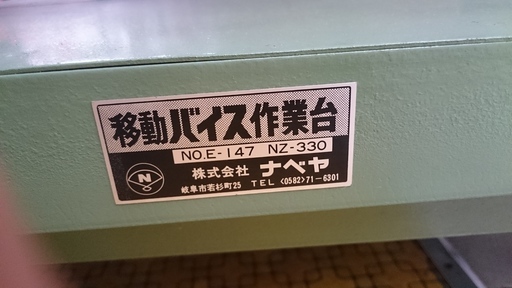 移動バイス作業台
NO.E-147 NZ-330
N
株式会社 ナベヤ
岐阜市若杉町25 TEL <0582>71-6301